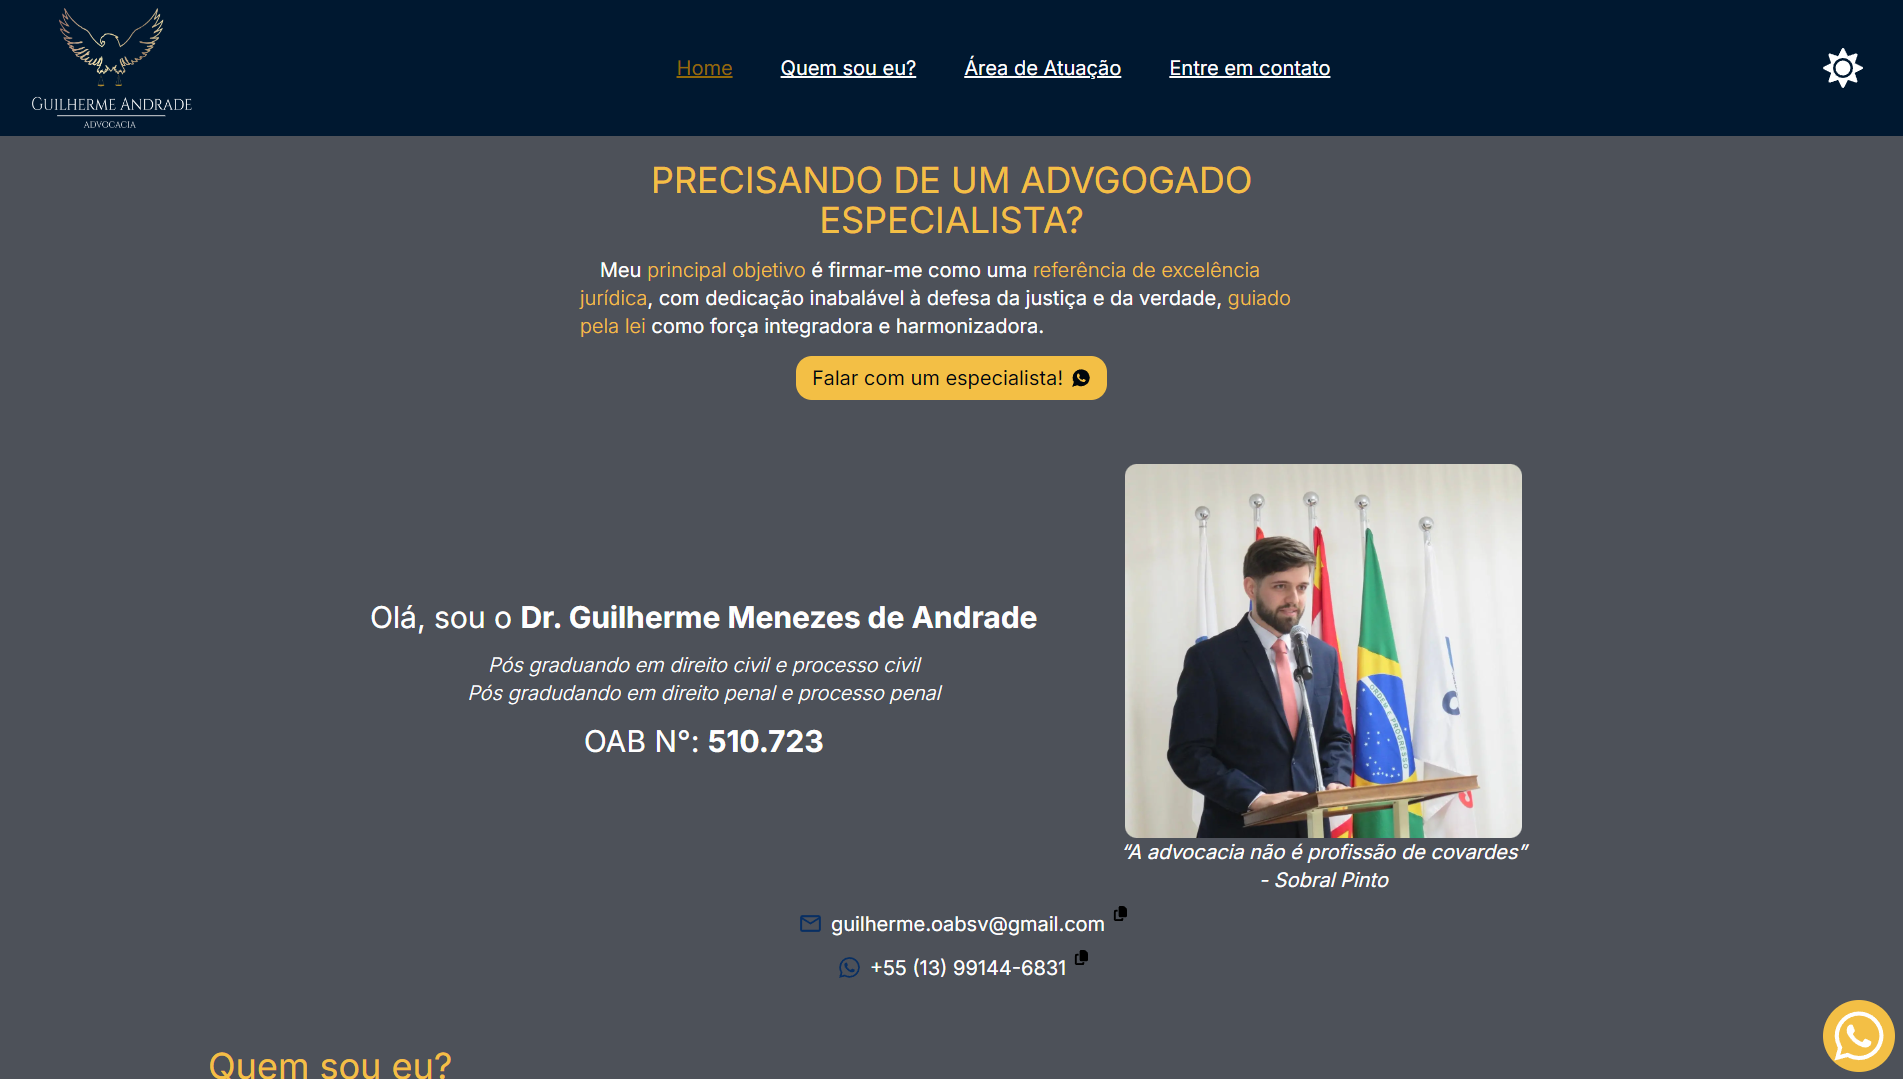 GUILHERME ANDRADE
ADVOCACIA
Home
Quem sou eu?
Área de Atuação
Entre em contato
PRECISANDO DE UM ADVGOGADO
ESPECIALISTA?
Meu principal objetivo é firmar-me como uma referência de excelência
jurídica, com dedicação inabalável à defesa da justiça e da verdade, guiado
pela lei como força integradora e harmonizadora.
Falar com um especialista!
Olá, sou o Dr. Guilherme Menezes de Andrade
Pós graduando em direito civil e processo civil
Pós gradudando em direito penal e processo penal
OAB N°: 510.723
ORDEM E PROGRESSO
“A advocacia não é profissão de covardes”
- Sobral Pinto
guilherme.oabsv@gmail.com
+55 (13) 99144-6831
Quem sou eu?